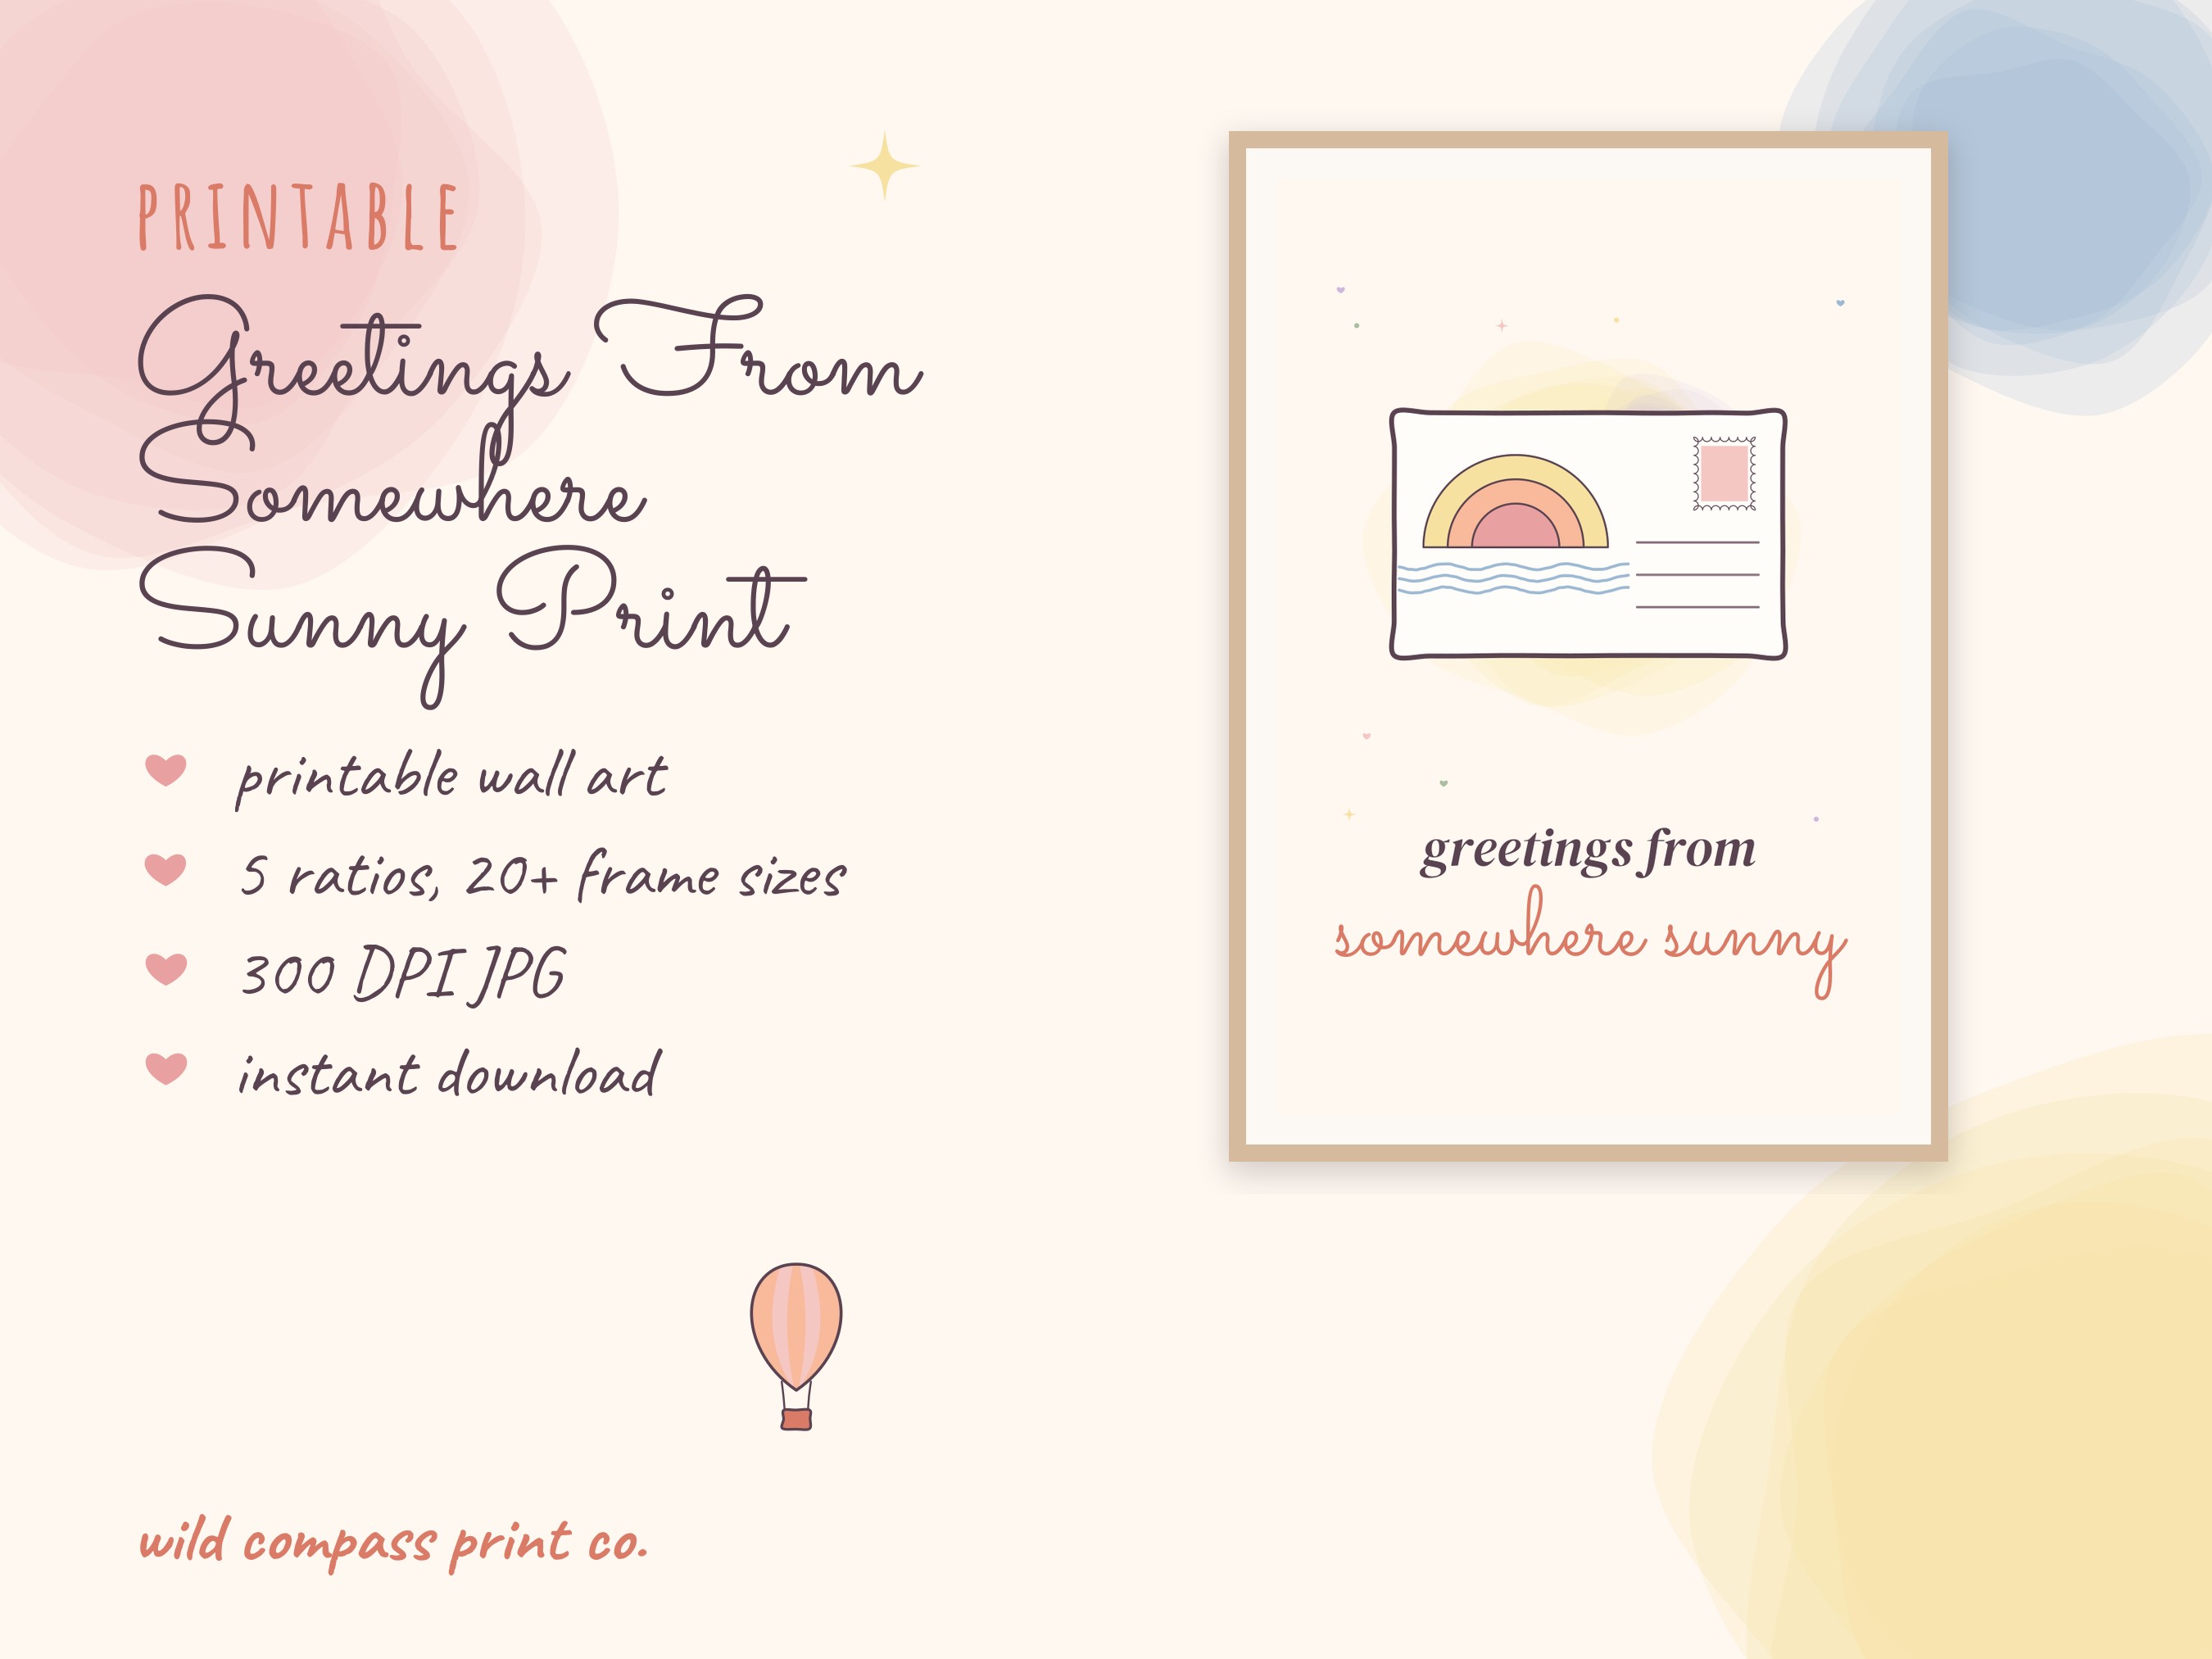 PRINTABLE
Greetings From
Somewhere
Sunny Print
printable wall art
5 ratios, 20+ frame sizes
300 DPI JPG
instant download
wild compass print co.
greetings from
somewhere sunny